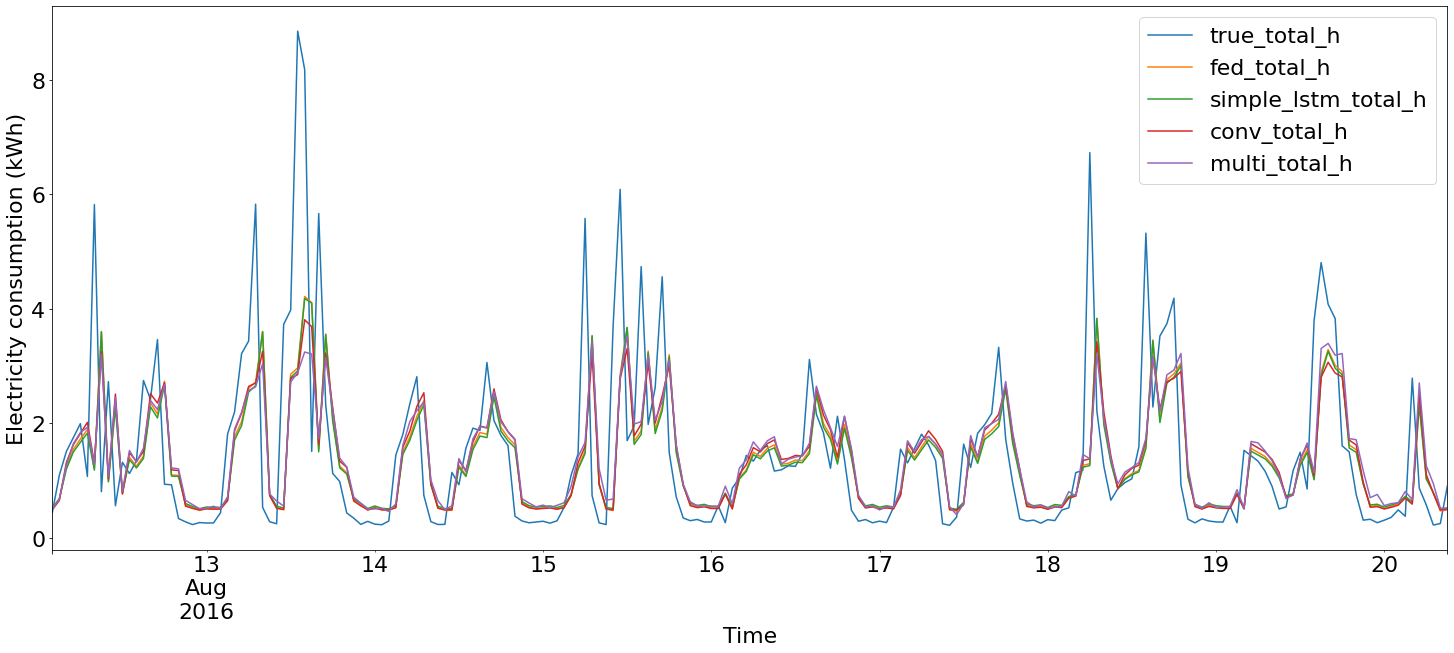 Electricity consumption (kWh)
8
6
4
2
0
true_total_h
fed_total_h
simple_lstm_total_h
conv_total_h
multi_total_h
13
14
15
16
17
18
19
20
Aug
2016
Time